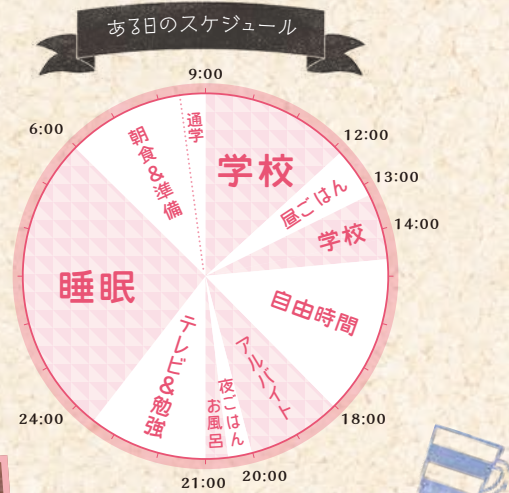 ある日のスケジュール
9:00
通学
学校
12:00
昼ごはん
13:00
学校
14:00
自由時間
18:00
アルバイト
20:00
夜ごはん
お風呂
21:00
テレビ&勉強
24:00
睡眠
6:00
朝食&準備